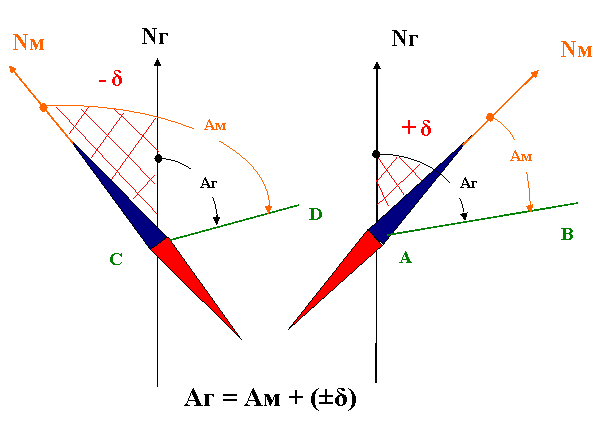 Nм
Nг
- δ
Ам
Аг
D
C
Nг
Nм
+ δ
Ам
Аг
B
A
Аг = Ам + (±δ)